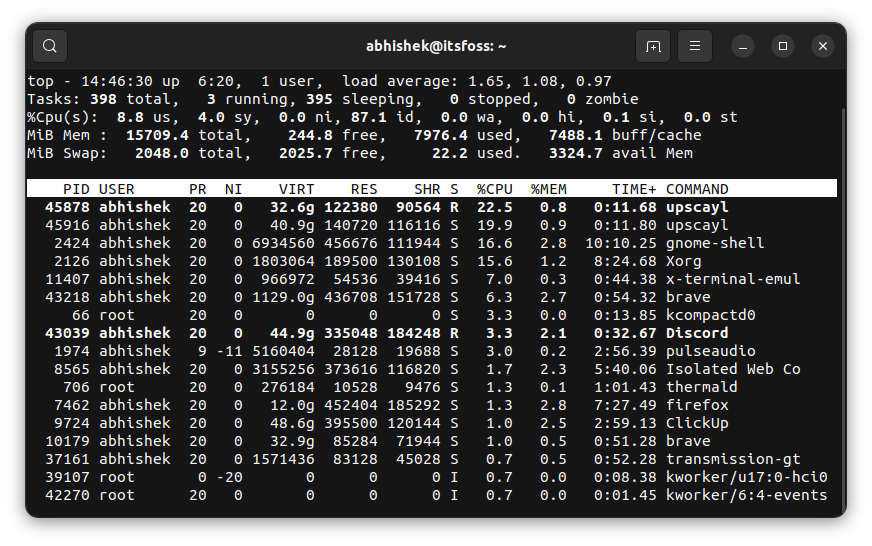 abhishek@itsfoss: ~
top - 14:46:30 up  6:20,  1 user,  load average: 1.65, 1.08, 0.97
Tasks: 398 total,   3 running, 395 sleeping,   0 stopped,   0 zombie
%Cpu(s):  8.8 us,  4.0 sy,  0.0 ni, 87.1 id,  0.0 wa,  0.0 hi,  0.1 si,  0.0 st
MiB Mem :  15709.4 total,    244.8 free,   7976.4 used,   7488.1 buff/cache
MiB Swap:   2048.0 total,   2025.7 free,     22.2 used.   3324.7 avail Mem
    PID USER      PR  NI    VIRT    RES    SHR S  %CPU  %MEM     TIME+ COMMAND
  45878 abhishek  20   0   32.6g 122380  90564 R  22.5   0.8   0:11.68 upscayl
  45916 abhishek  20   0   40.9g 140720 116116 S  19.9   0.9   0:11.80 upscayl
   2424 abhishek  20   0 6934560 456676 111944 S  16.6   2.8  10:10.25 gnome-shell
   2126 abhishek  20   0 1803064 189500 130108 S  15.6   1.2   8:24.68 Xorg
  11407 abhishek  20   0  966972  54536  39416 S   7.0   0.3   0:44.38 x-terminal-emul
  43218 abhishek  20   0 1129.0g 436708 151728 S   6.3   2.7   0:54.32 brave
     66 root      20   0       0      0      0 S   3.3   0.0   0:13.85 kcompactd0
  43039 abhishek  20   0   44.9g 335048 184248 R   3.3   2.1   0:32.67 Discord
   1974 abhishek   9 -11 5160404  28128  19688 S   3.0   0.2   2:56.39 pulseaudio
   8565 abhishek  20   0 3155256 373616 116820 S   1.7   2.3   5:40.06 Isolated Web Co
    706 root      20   0  276184  10528   9476 S   1.3   0.1   1:01.43 thermald
   7462 abhishek  20   0   12.0g 452404 185292 S   1.3   2.8   7:27.49 firefox
   9724 abhishek  20   0   48.6g 395500 120144 S   1.0   2.5   2:59.13 ClickUp
  10179 abhishek  20   0   32.9g  85284  71944 S   1.0   0.5   0:51.28 brave
  37161 abhishek  20   0 1571436  83128  45028 S   0.7   0.5   0:52.28 transmission-gt
  39107 root       0 -20       0      0      0 I   0.7   0.0   0:08.38 kworker/u17:0-hci0
  42270 root      20   0       0      0      0 I   0.7   0.0   0:01.45 kworker/6:4-events